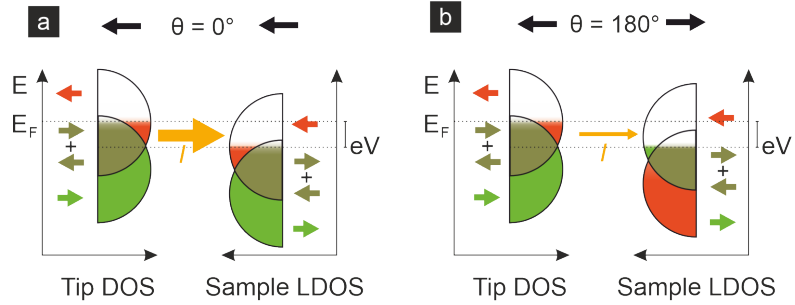 a
θ = 0°
E
E_F
+
I
+
eV
Tip DOS
Sample LDOS
b
θ = 180°
E
E_F
+
I
+
eV
Tip DOS
Sample LDOS